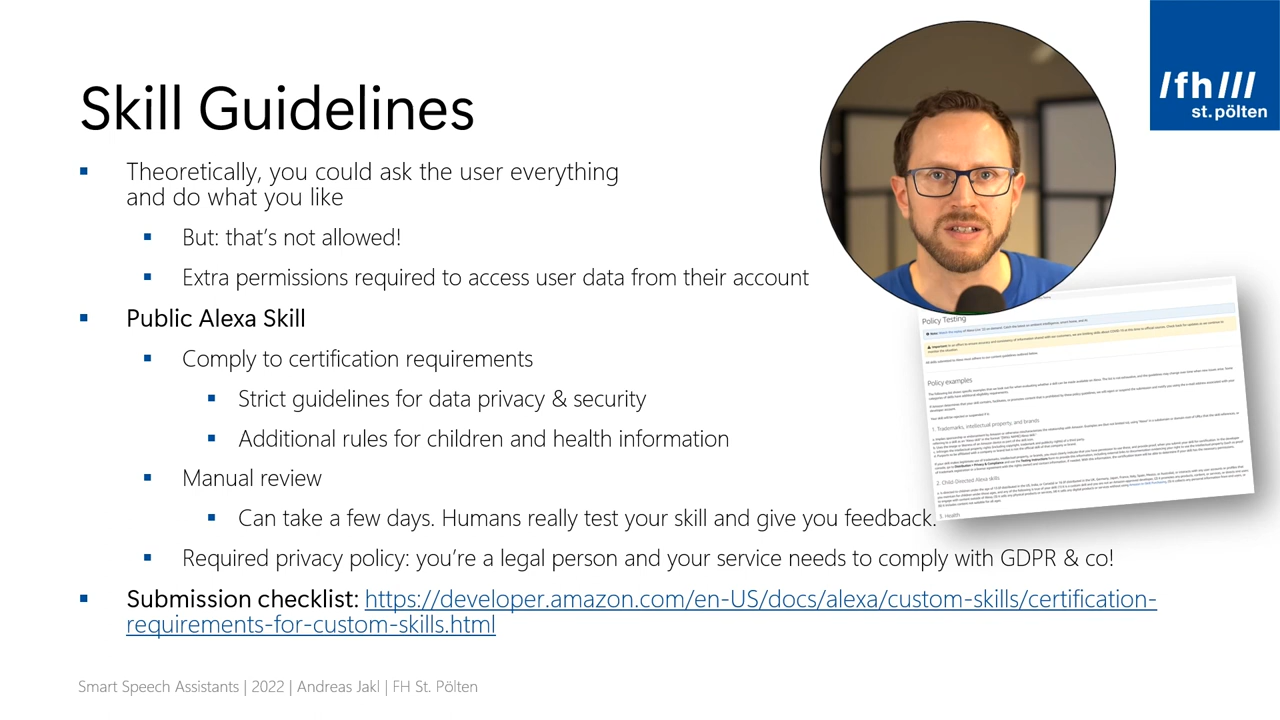 Skill Guidelines
/fh///
st.pölten
Theoretically, you could ask the user everything
and do what you like
But: that's not allowed!
Extra permissions required to access user data from their account
Public Alexa Skill
Comply to certification requirements
Strict guidelines for data privacy & security
Additional rules for children and health information
Manual review
Can take a few days. Humans really test your skill and give you feedback.
Required privacy policy: you're a legal person and your service needs to comply with GDPR & co!
Submission checklist: https://developer.amazon.com/en-US/docs/alexa/custom-skills/certification-
requirements-for-custom-skills.html
Policy Testing
Policy examples
1. Trademarks, intellectual property, and brands
2. Child-Directed Alexa skills
3. Health
Smart Speech Assistants | 2022 | Andreas Jakl | FH St. Pölten